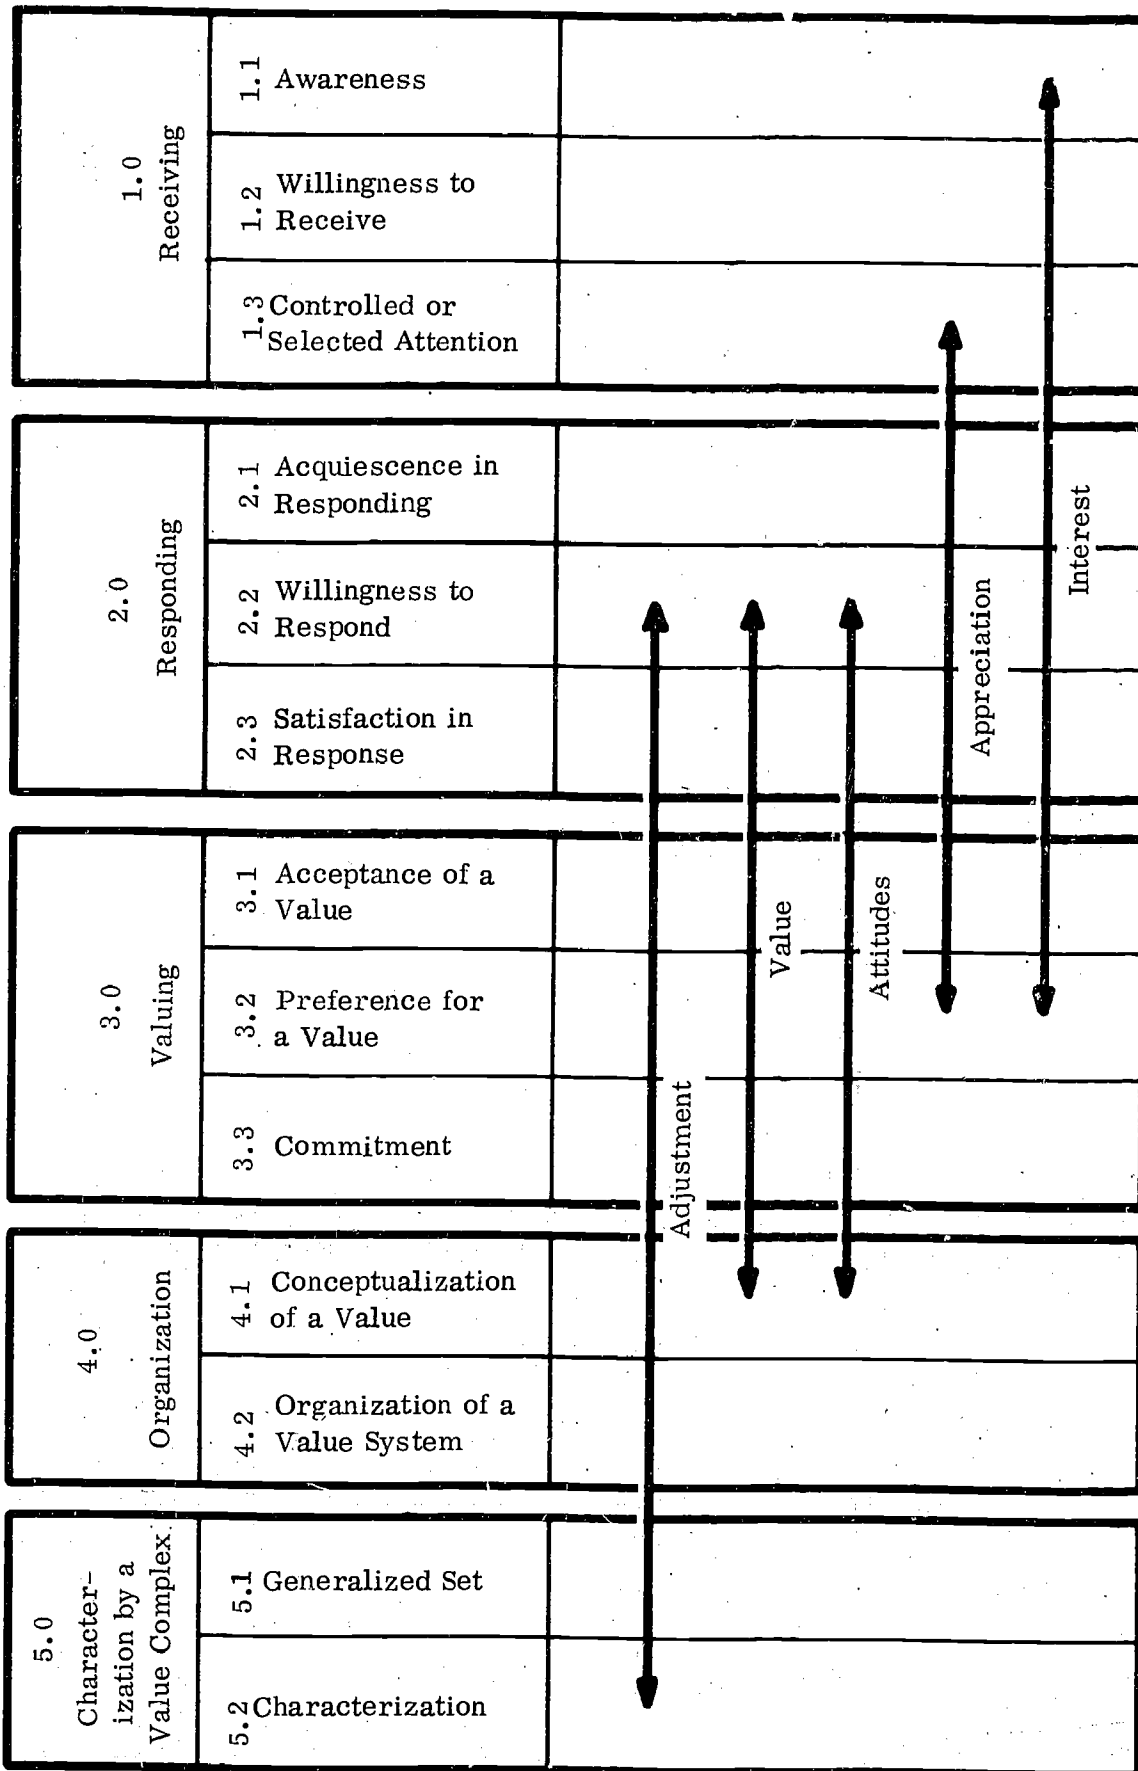 1.0
Receiving
1.1 Awareness
1.2 Willingness to
Receive
1.3 Controlled or
Selected Attention
2.0
Responding
2.1 Acquiescence in
Responding
2.2 Willingness to
Respond
2.3 Satisfaction in
Response
3.0
Valuing
3.1 Acceptance of a
Value
3.2 Preference for
a Value
3.3 Commitment
4.0
Organization
4.1 Conceptualization
of a Value
4.2 Organization of a
Value System
5.0
Character-
ization by a
Value Complex
5.1 Generalized Set
5.2 Characterization
Adjustment
Value
Attitudes
Appreciation
Interest